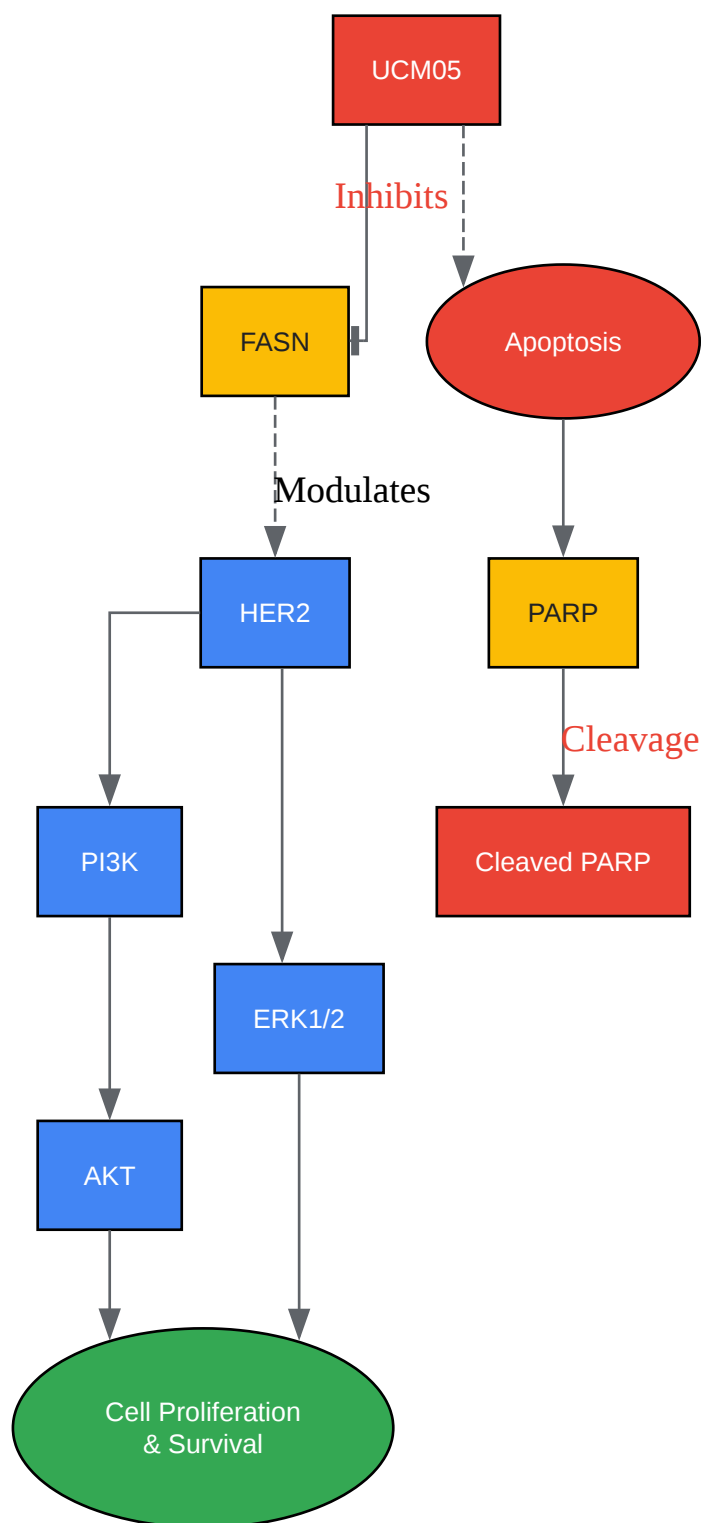 UCM05
Inhibits
FASN
Apoptosis
Modulates
HER2
PARP
Cleavage
PI3K
Cleaved PARP
ERK1/2
AKT
Cell Proliferation
& Survival